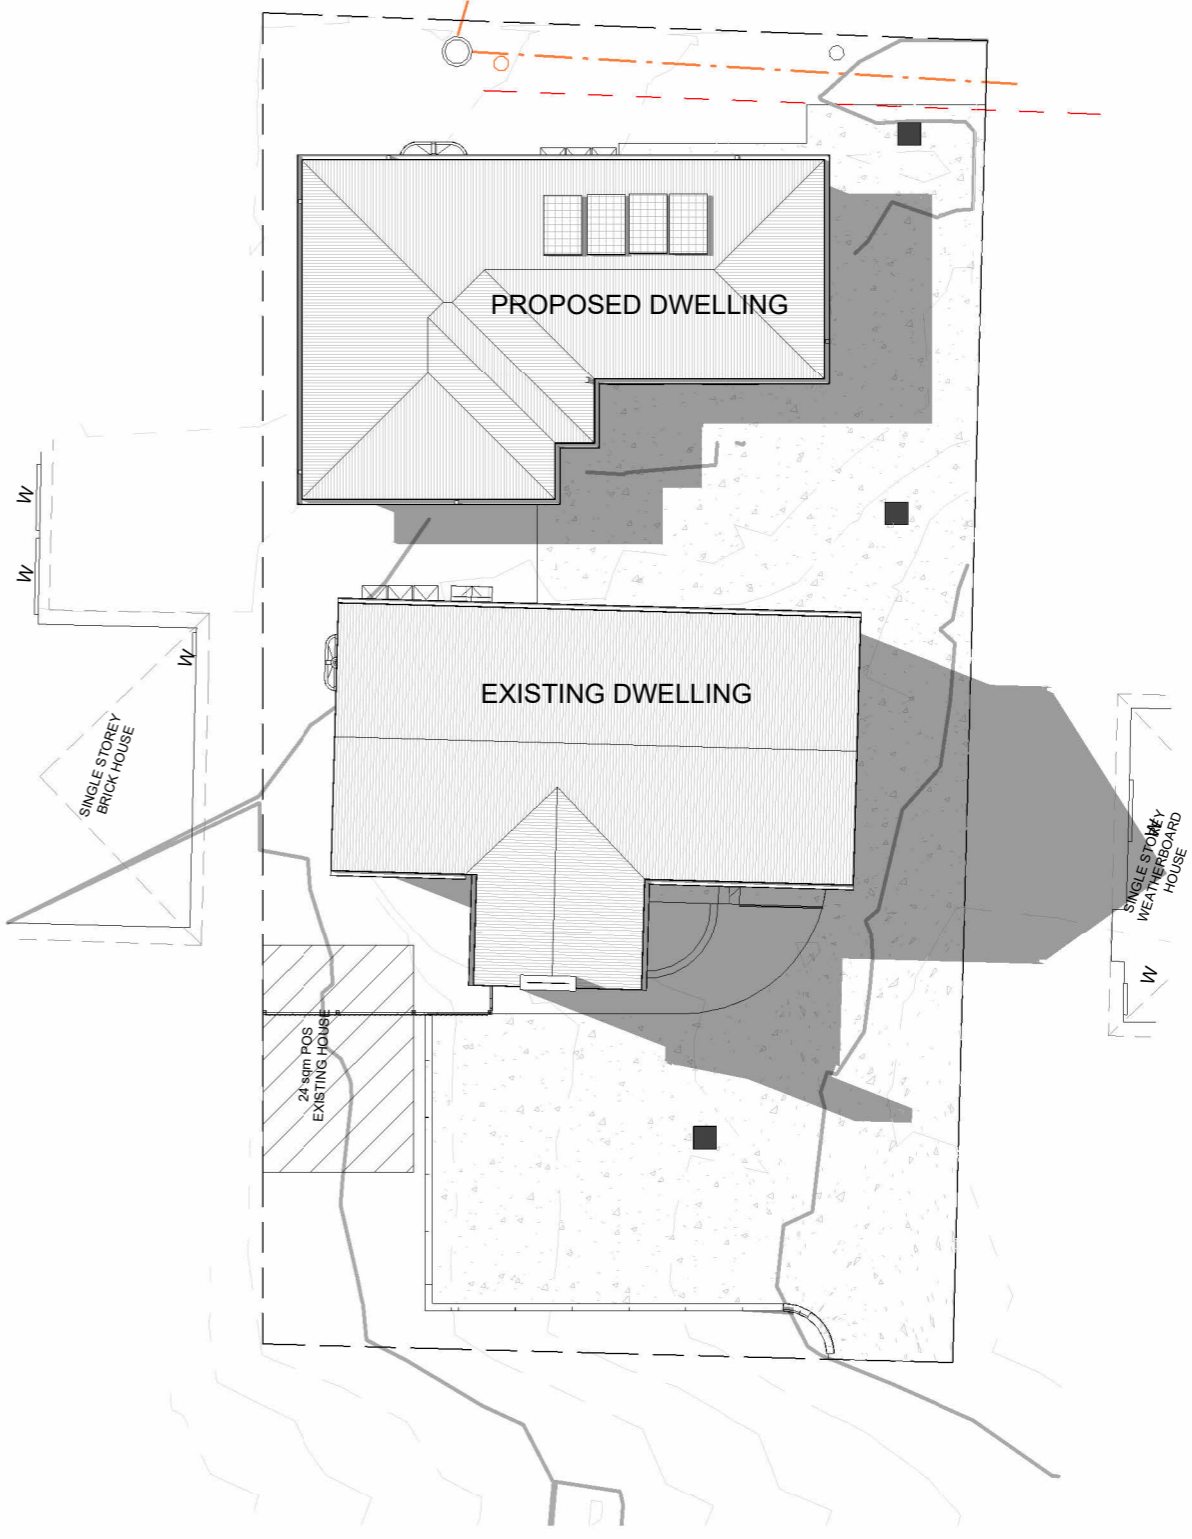 PROPOSED DWELLING
W
W
W
EXISTING DWELLING
SINGLE STOREY
BRICK HOUSE
W
SINGLE STOREY
WEATHERBOARD
HOUSE
W
24 sqm POS
EXISTING HOUSE